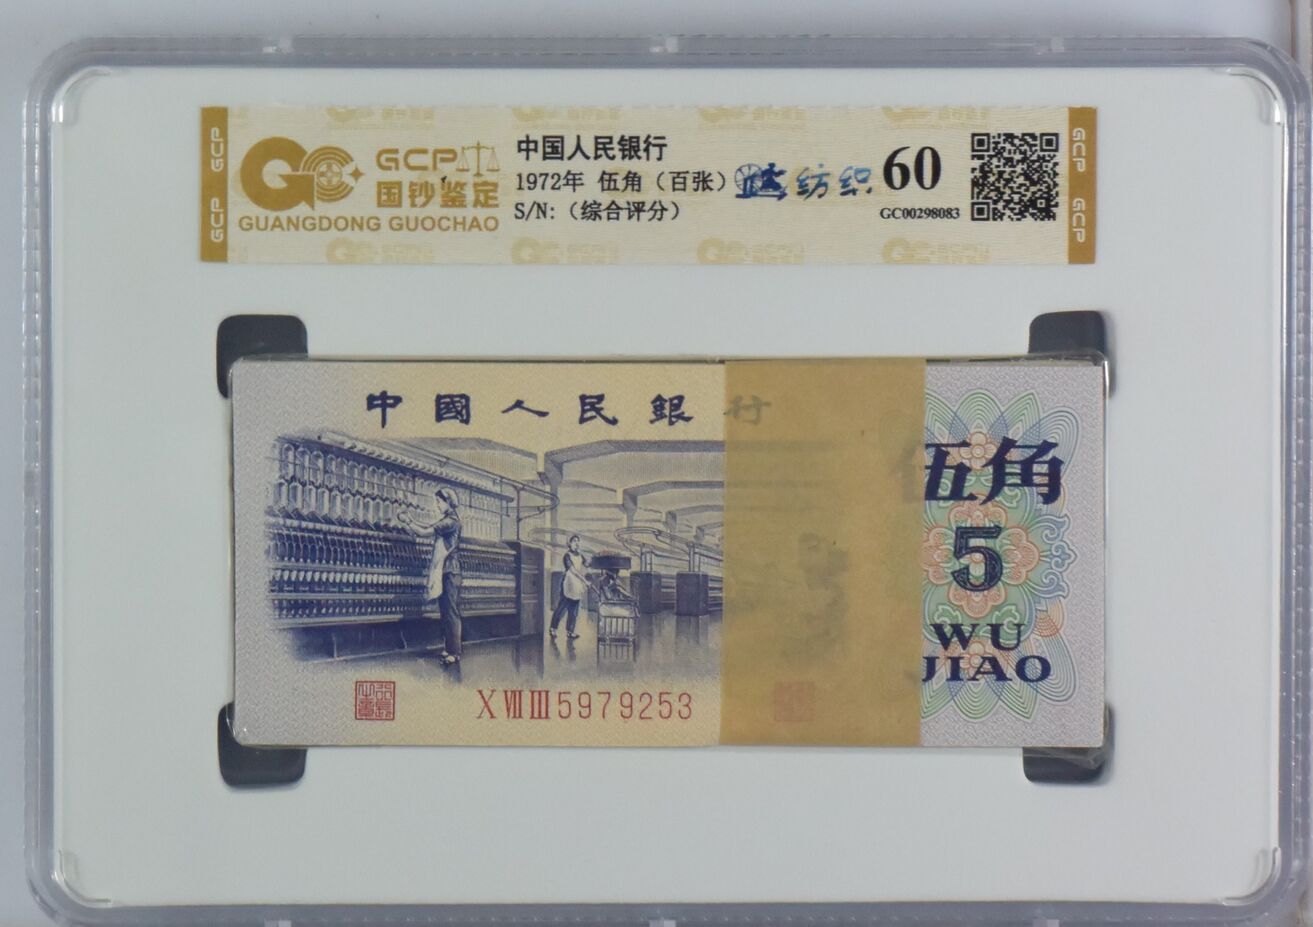 GCP
GCP
GCP
国钞鉴定
GUANGDONG GUOCHAO
中国人民银行
1972年 伍角（百张）
纺织
S/N:（综合评分）
60
GC00298083
GCP
GCP
中國人民銀行
伍角
5
WU
JIAO
X Ⅶ Ⅲ 5979253